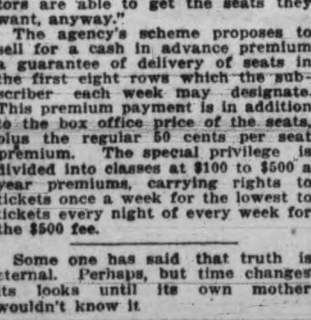 tors are able to get the seats they
want, anyway."
The agency's scheme proposes to
sell for a cash in advance premium
a guarantee of delivery of seats in
the first eight rows which the sub-
scriber each week may designate.
This premium payment is in addition
to the box office price of the seats,
plus the regular 50 cents per seat
premium. The special privilege is
divided into classes at $100 to $500 a
year premiums, carrying rights to
tickets once a week for the lowest to
tickets every night of every week for
the $500 fee.
Some one has said that truth is
eternal. Perhaps, but time changes
its looks until its own mother
wouldn't know it